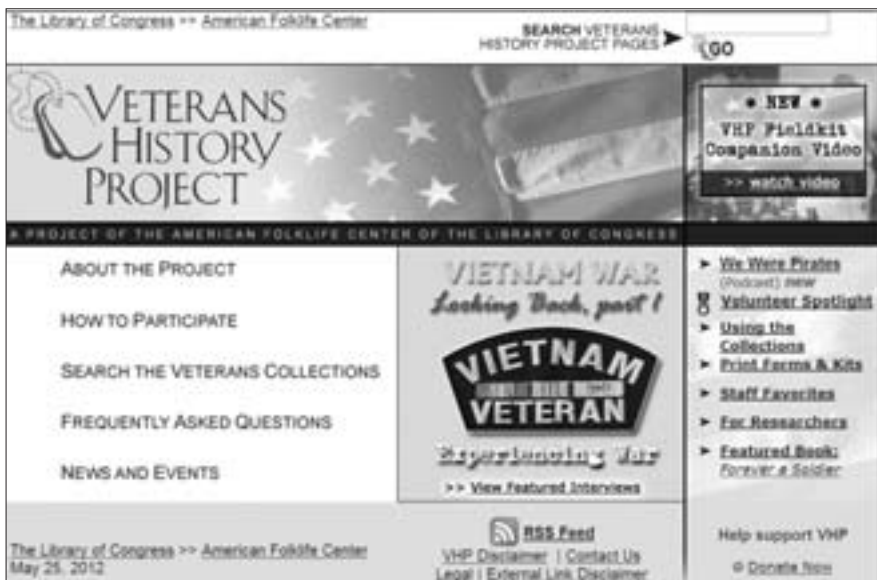 The Library of Congress >> American Folklife Center
SEARCH VETERANS
HISTORY PROJECT PAGES
GO
VETERANS
HISTORY
PROJECT
• NEW •
VHP Fieldkit
Companion Video
>> watch video
A PROJECT OF THE AMERICAN FOLKLIFE CENTER OF THE LIBRARY OF CONGRESS
ABOUT THE PROJECT
HOW TO PARTICIPATE
SEARCH THE VETERANS COLLECTIONS
FREQUENTLY ASKED QUESTIONS
NEWS AND EVENTS
VIETNAM WAR
Looking Back, part 1
VIETNAM
VETERAN
Experiencing War
>> View Featured Interviews
We Were Pirates
(Podcast) new
Volunteer Spotlight
Using the
Collections
Print Forms & Kits
Staff Favorites
For Researchers
Featured Book:
Forever a Soldier
The Library of Congress >> American Folklife Center
May 25, 2012
RSS Feed
VHP Disclaimer | Contact Us
Legal | External Link Disclaimer
Help support VHP
Donate Now